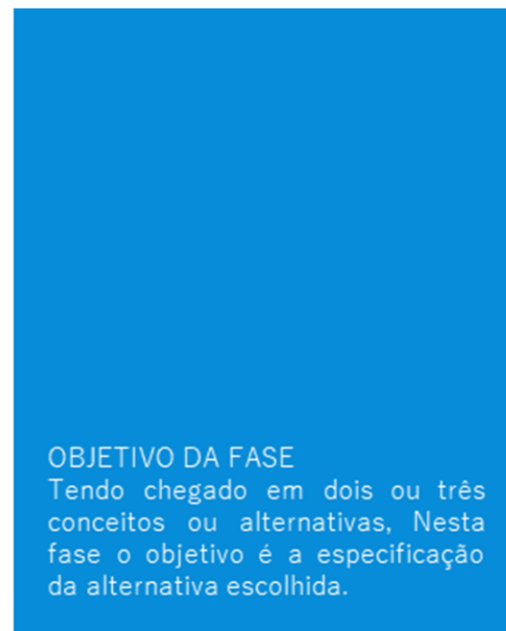 OBJETIVO DA FASE
Tendo chegado em dois ou três
conceitos ou alternativas, Nesta
fase o objetivo é a especificação
da alternativa escolhida.